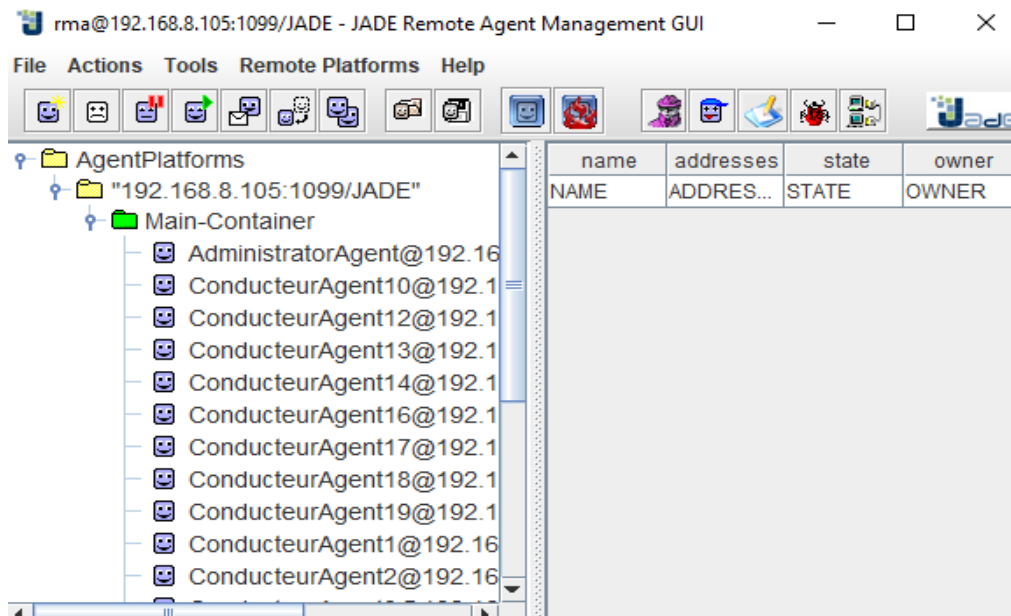 rma@192.168.8.105:1099/JADE - JADE Remote Agent Management GUI
File Actions Tools Remote Platforms Help
Jade
AgentPlatforms
"192.168.8.105:1099/JADE"
Main-Container
AdministratorAgent@192.16
ConducteurAgent10@192.1
ConducteurAgent12@192.1
ConducteurAgent13@192.1
ConducteurAgent14@192.1
ConducteurAgent16@192.1
ConducteurAgent17@192.1
ConducteurAgent18@192.1
ConducteurAgent19@192.1
ConducteurAgent1@192.16
ConducteurAgent2@192.16
name addresses state owner
NAME ADDRES... STATE OWNER